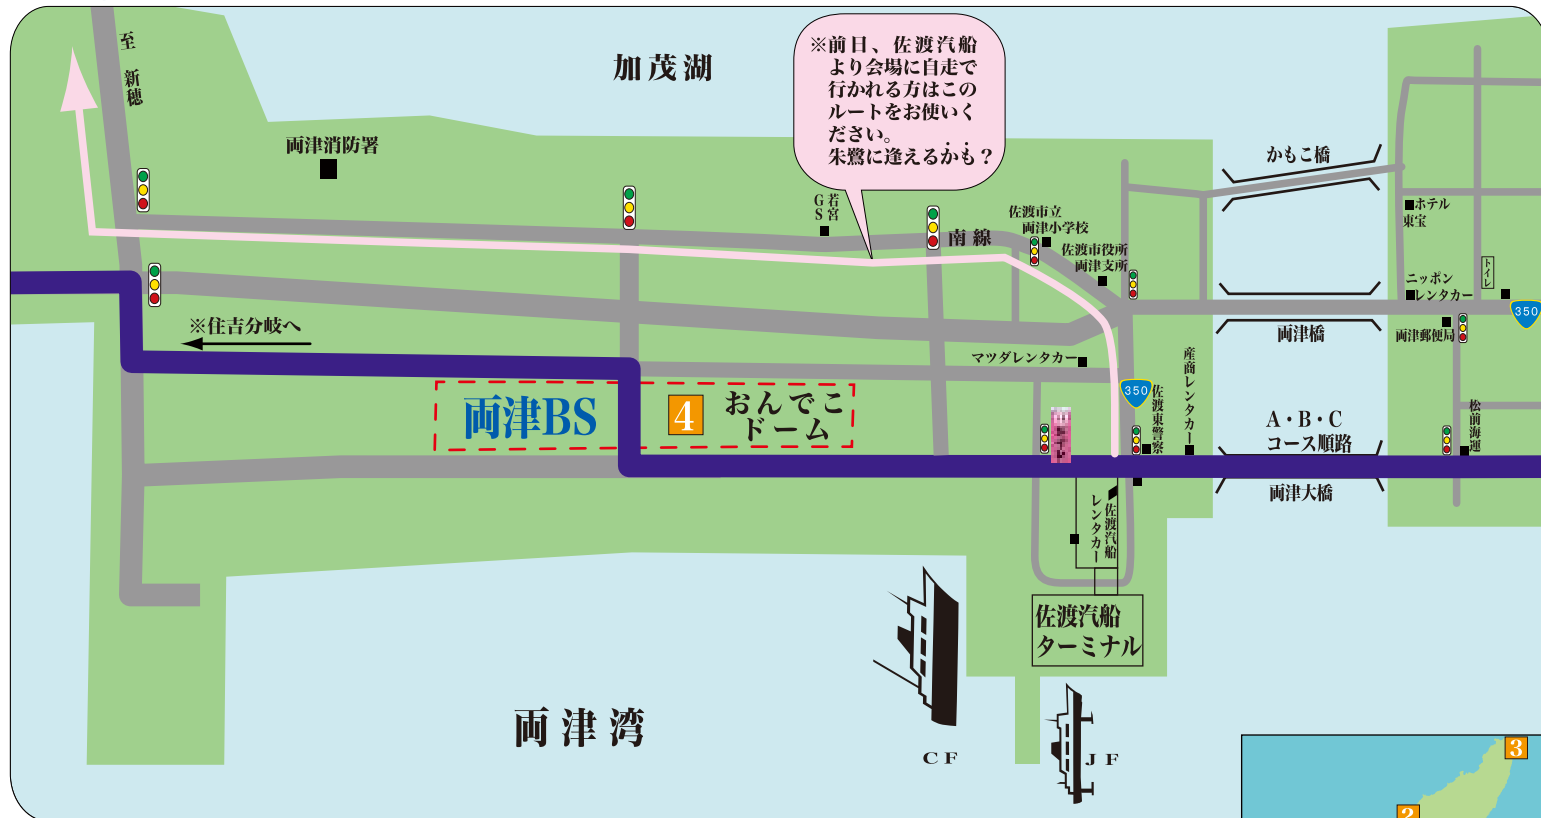 至 新穂
加茂湖
※前日、佐渡汽船
より会場に自走で
行かれる方はこの
ルートをお使いく
ださい。
朱鷺に逢えるかも？
両津消防署
若宮
GS
南線
佐渡市立
両津小学校
佐渡市役所
両津支所
かもこ橋
ホテル
東宝
ニッポン
レンタカー
トイレ
350
両津橋
両津郵便局
※住吉分岐へ
マツダレンタカー
産商レンタカー
350
佐渡東警察
両津BS
4
おんでこ
ドーム
A・B・C
コース順路
松前海運
両津大橋
佐渡汽船
レンタカー
佐渡汽船
ターミナル
両津湾
CF
JF
3
2